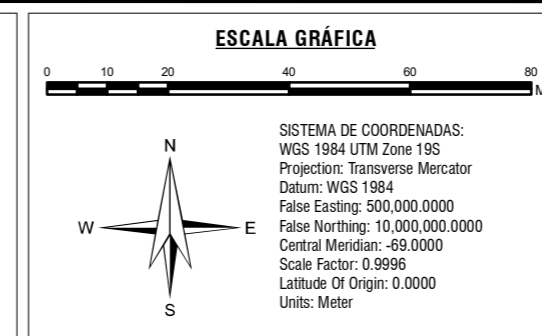 ESCALA GRÁFICA
0 10 20 40 60 80
M
SISTEMA DE COORDENADAS:
WGS 1984 UTM Zone 19S
Projection: Transverse Mercator
Datum: WGS 1984
False Easting: 500,000.0000
False Northing: 10,000,000.0000
Central Meridian: -69.0000
Scale Factor: 0.9996
Latitude Of Origin: 0.0000
Units: Meter
N
W E
S